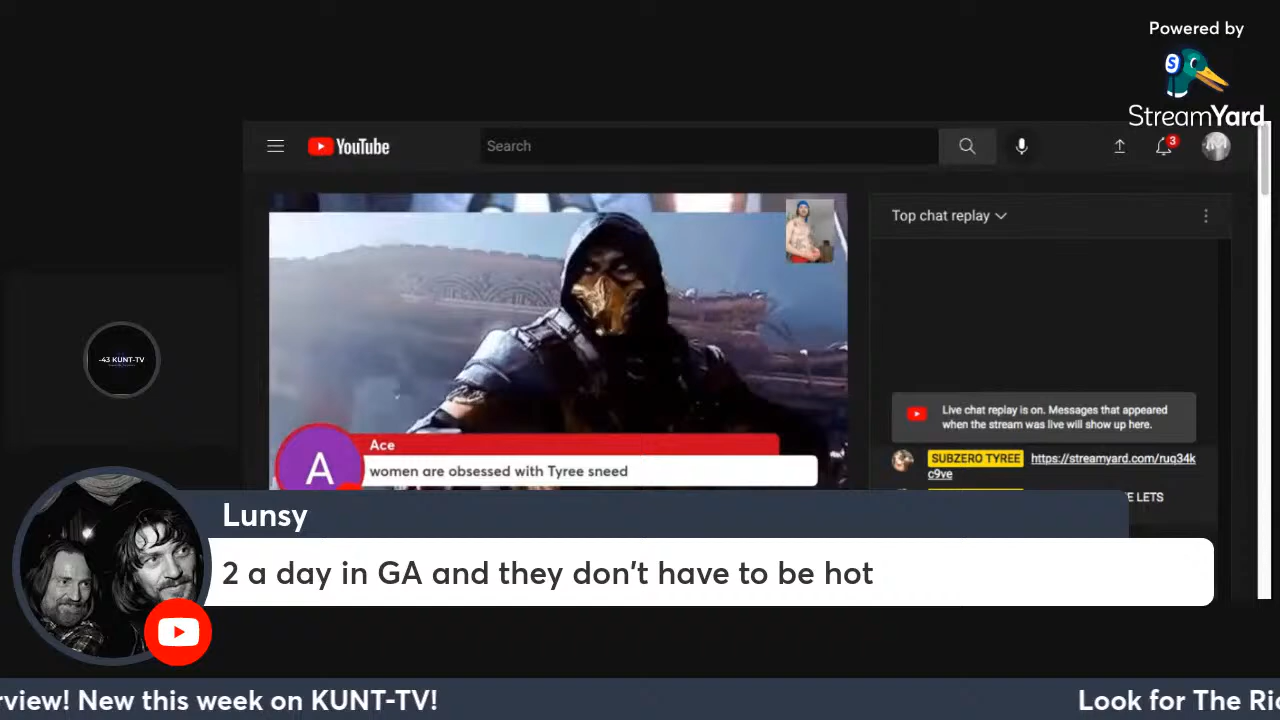 Powered by
StreamYard
YouTube
Search
3
Top chat replay
-43 KUNT-TV
Live chat replay is on. Messages that appeared
when the stream was live will show up here.
Ace
A
women are obsessed with Tyree sneed
SUBZERO TYREE https://streamyard.com/ruq34k
c9ve
LETS
Lunsy
2 a day in GA and they don't have to be hot
rview! New this week on KUNT-TV!
Look for The Ri